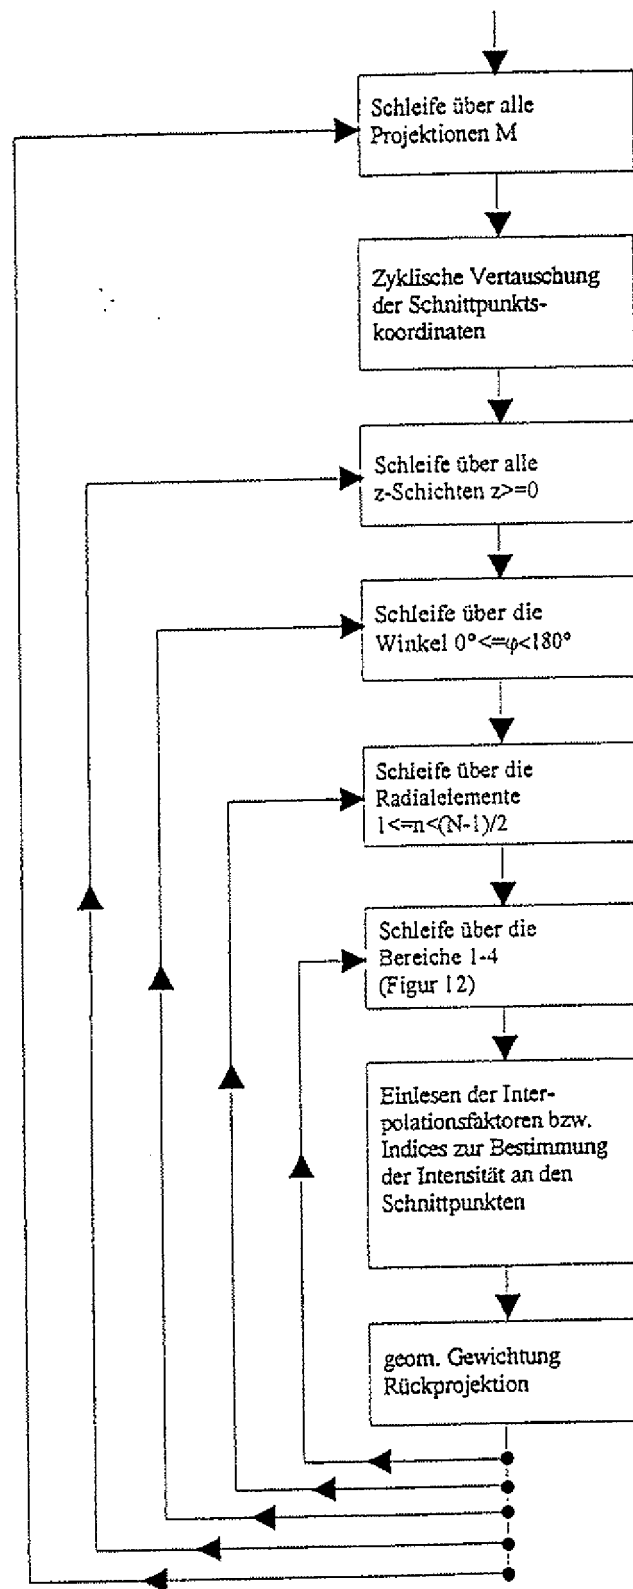 Schleife über alle
Projektionen M
Zyklische Vertauschung
der Schnittpunkts-
koordinaten
Schleife über alle
z-Schichten z>=0
Schleife über die
Winkel 0°<=φ<180°
Schleife über die
Radialelemente
1<=n<(N-1)/2
Schleife über die
Bereiche 1-4
(Figur 12)
Einlesen der Inter-
polationsfaktoren bzw.
Indices zur Bestimmung
der Intensität an den
Schnittpunkten
geom. Gewichtung
Rückprojektion